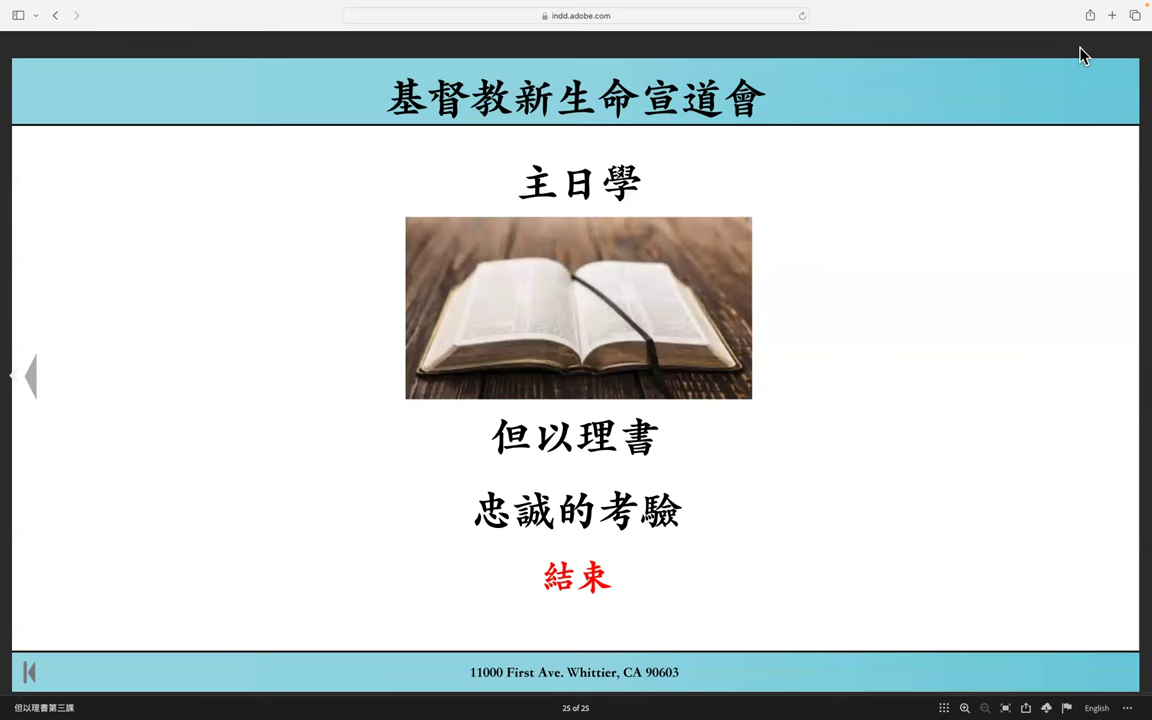 indd.adobe.com
基督教新生命宣道會
主日學
但以理書
忠誠的考驗
結束
11000 First Ave. Whittier, CA 90603
但以理書第三課
25 of 25
English